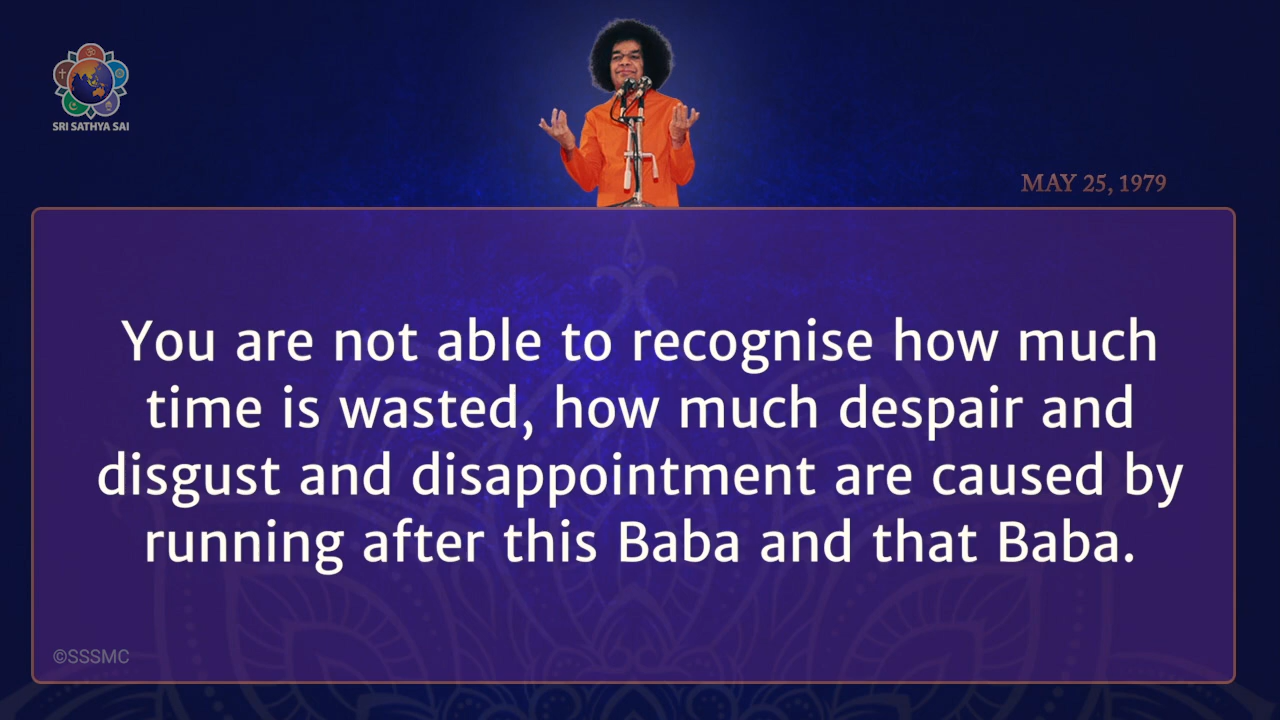 SRI SATHYA SAI
MAY 25, 1979
You are not able to recognise how much
time is wasted, how much despair and
disgust and disappointment are caused by
running after this Baba and that Baba.
©SSSMC